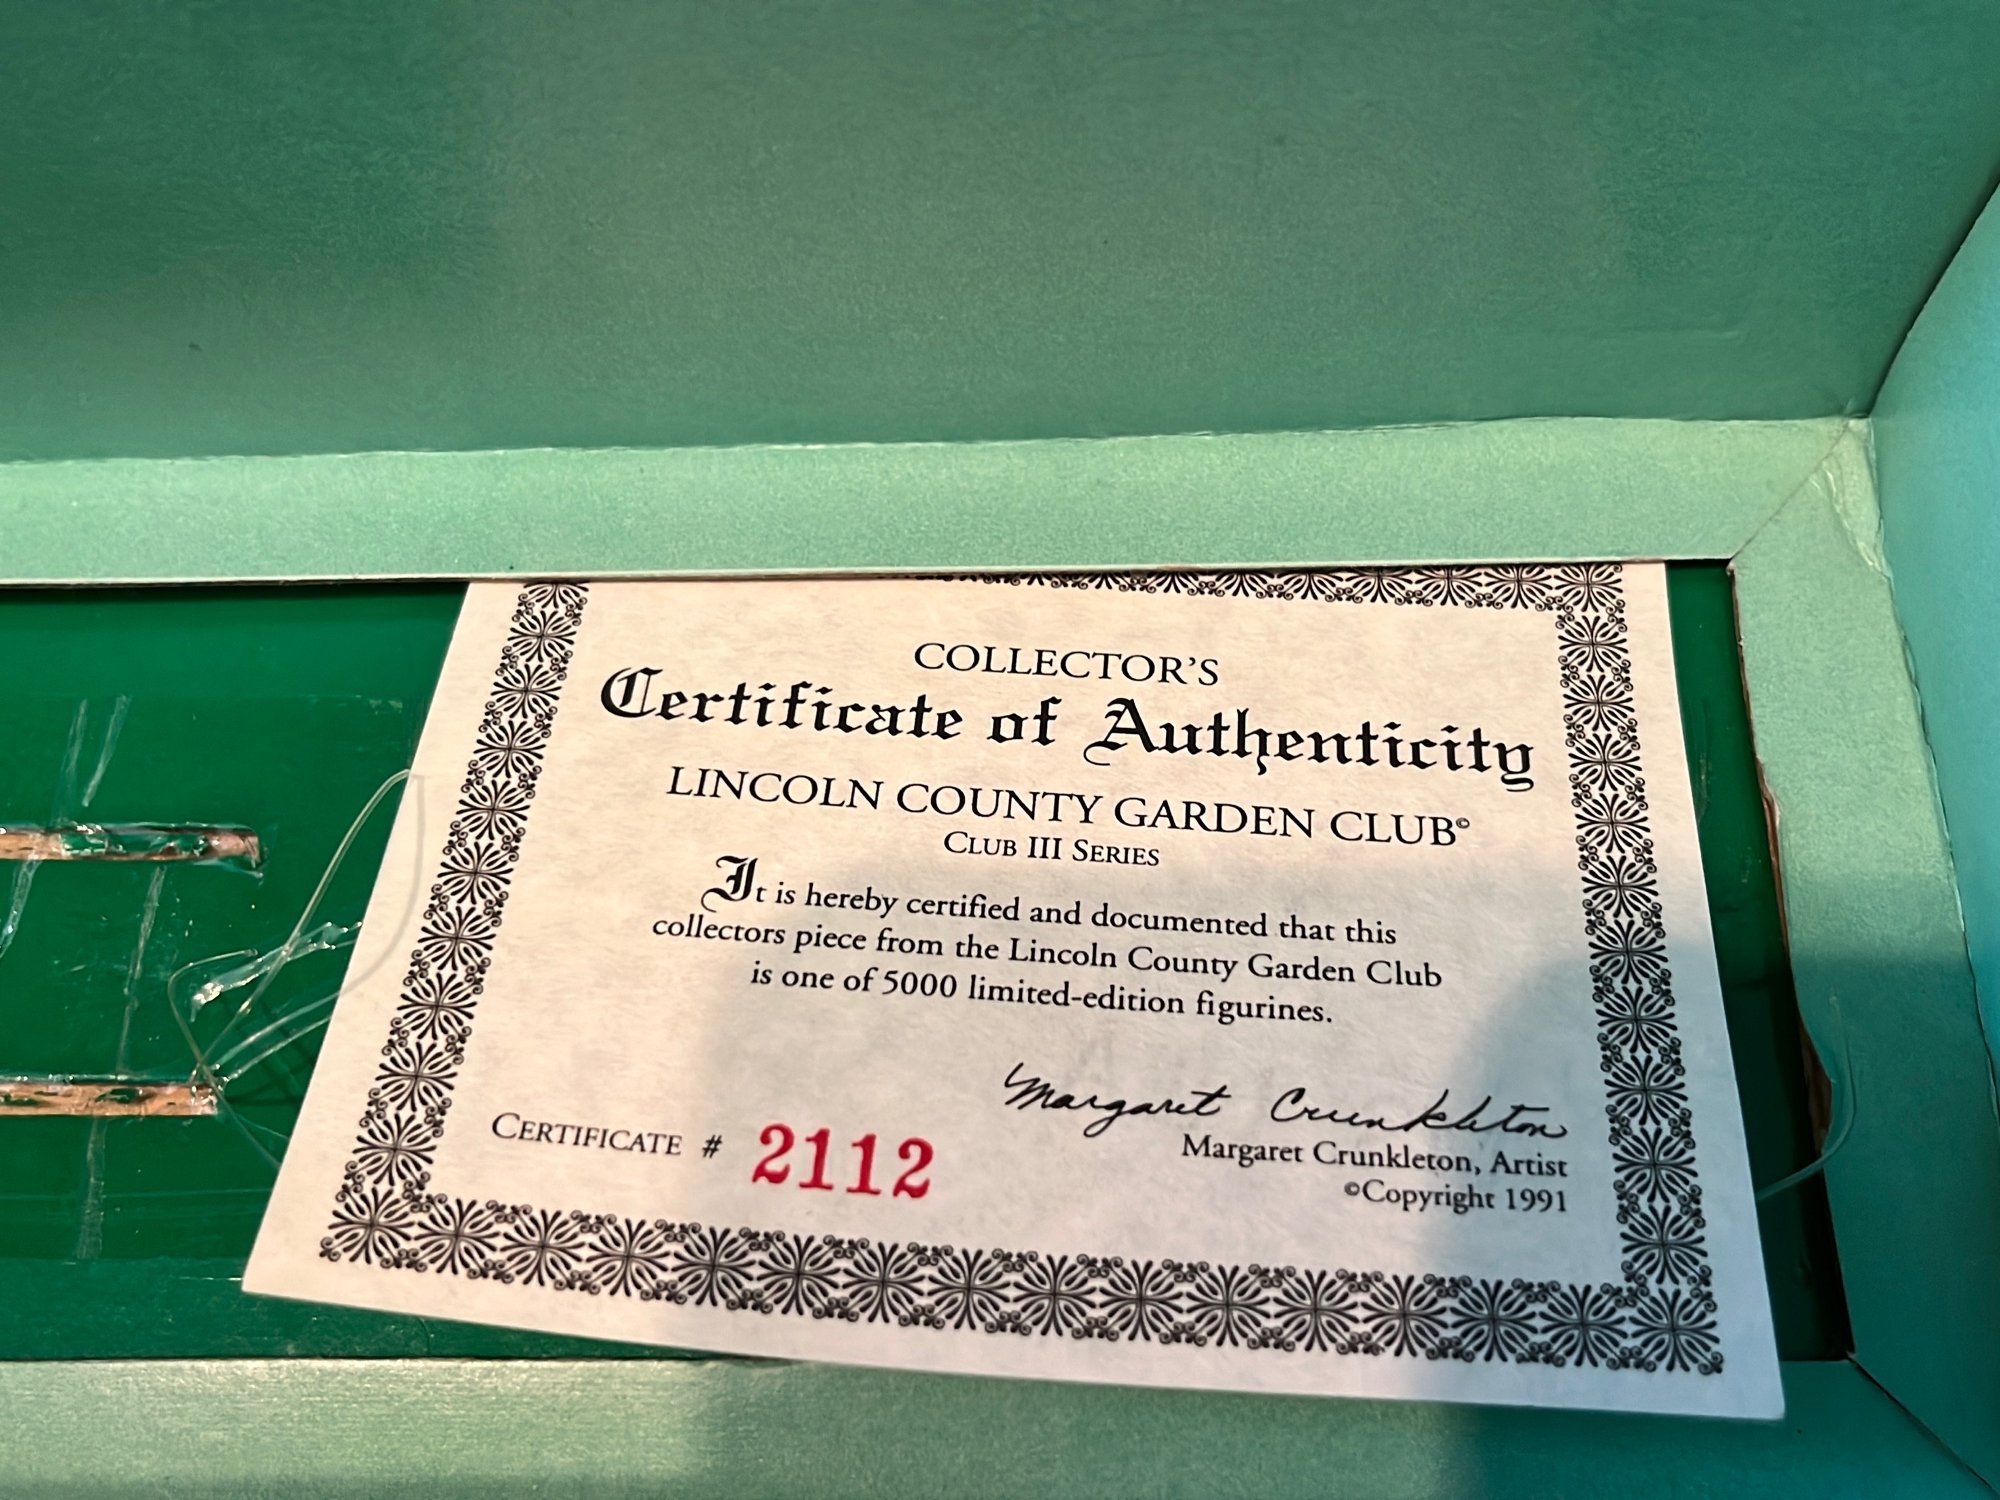 COLLECTOR'S
Certificate of Authenticity
LINCOLN COUNTY GARDEN CLUB©
CLUB III SERIES
It is hereby certified and documented that this
collectors piece from the Lincoln County Garden Club
is one of 5000 limited-edition figurines.
Margaret Crunkleton
CERTIFICATE # 2112
Margaret Crunkleton, Artist
©Copyright 1991